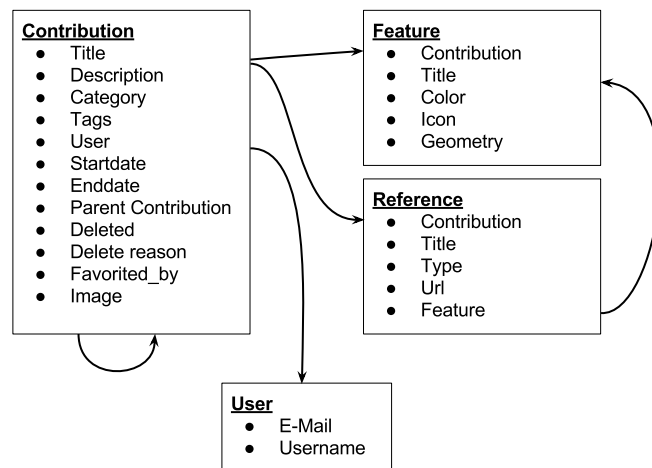 Contribution
● Title
● Description
● Category
● Tags
● User
● Startdate
● Enddate
● Parent Contribution
● Deleted
● Delete reason
● Favorited_by
● Image
Feature
● Contribution
● Title
● Color
● Icon
● Geometry
Reference
● Contribution
● Title
● Type
● Url
● Feature
User
● E-Mail
● Username